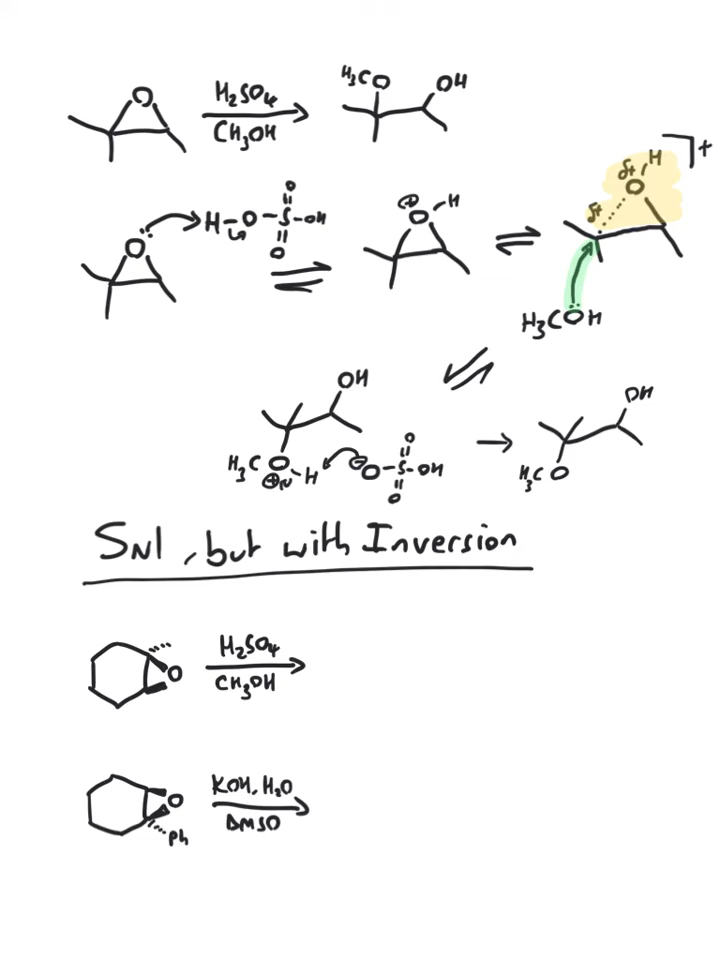 O
H₂SO₄
CH₃OH
H₃CO OH
O H-O-S-OH
O
O
⊕ O-H
δ+ O H ]+
δ+
H₃COH
OH
H₃C O ⊕ H
⊖ O-S-OH
O
O
OH
H₃C O
SN1, but with Inversion
O
H₂SO₄
CH₃OH
O
Ph
KOH, H₂O
DMSO